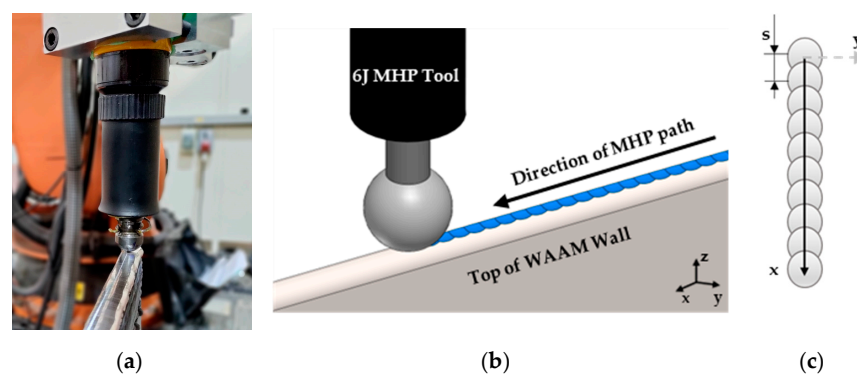 6J MHP Tool
Direction of MHP path
Top of WAAM Wall
z
x
y
s
y
x
(a)
(b)
(c)